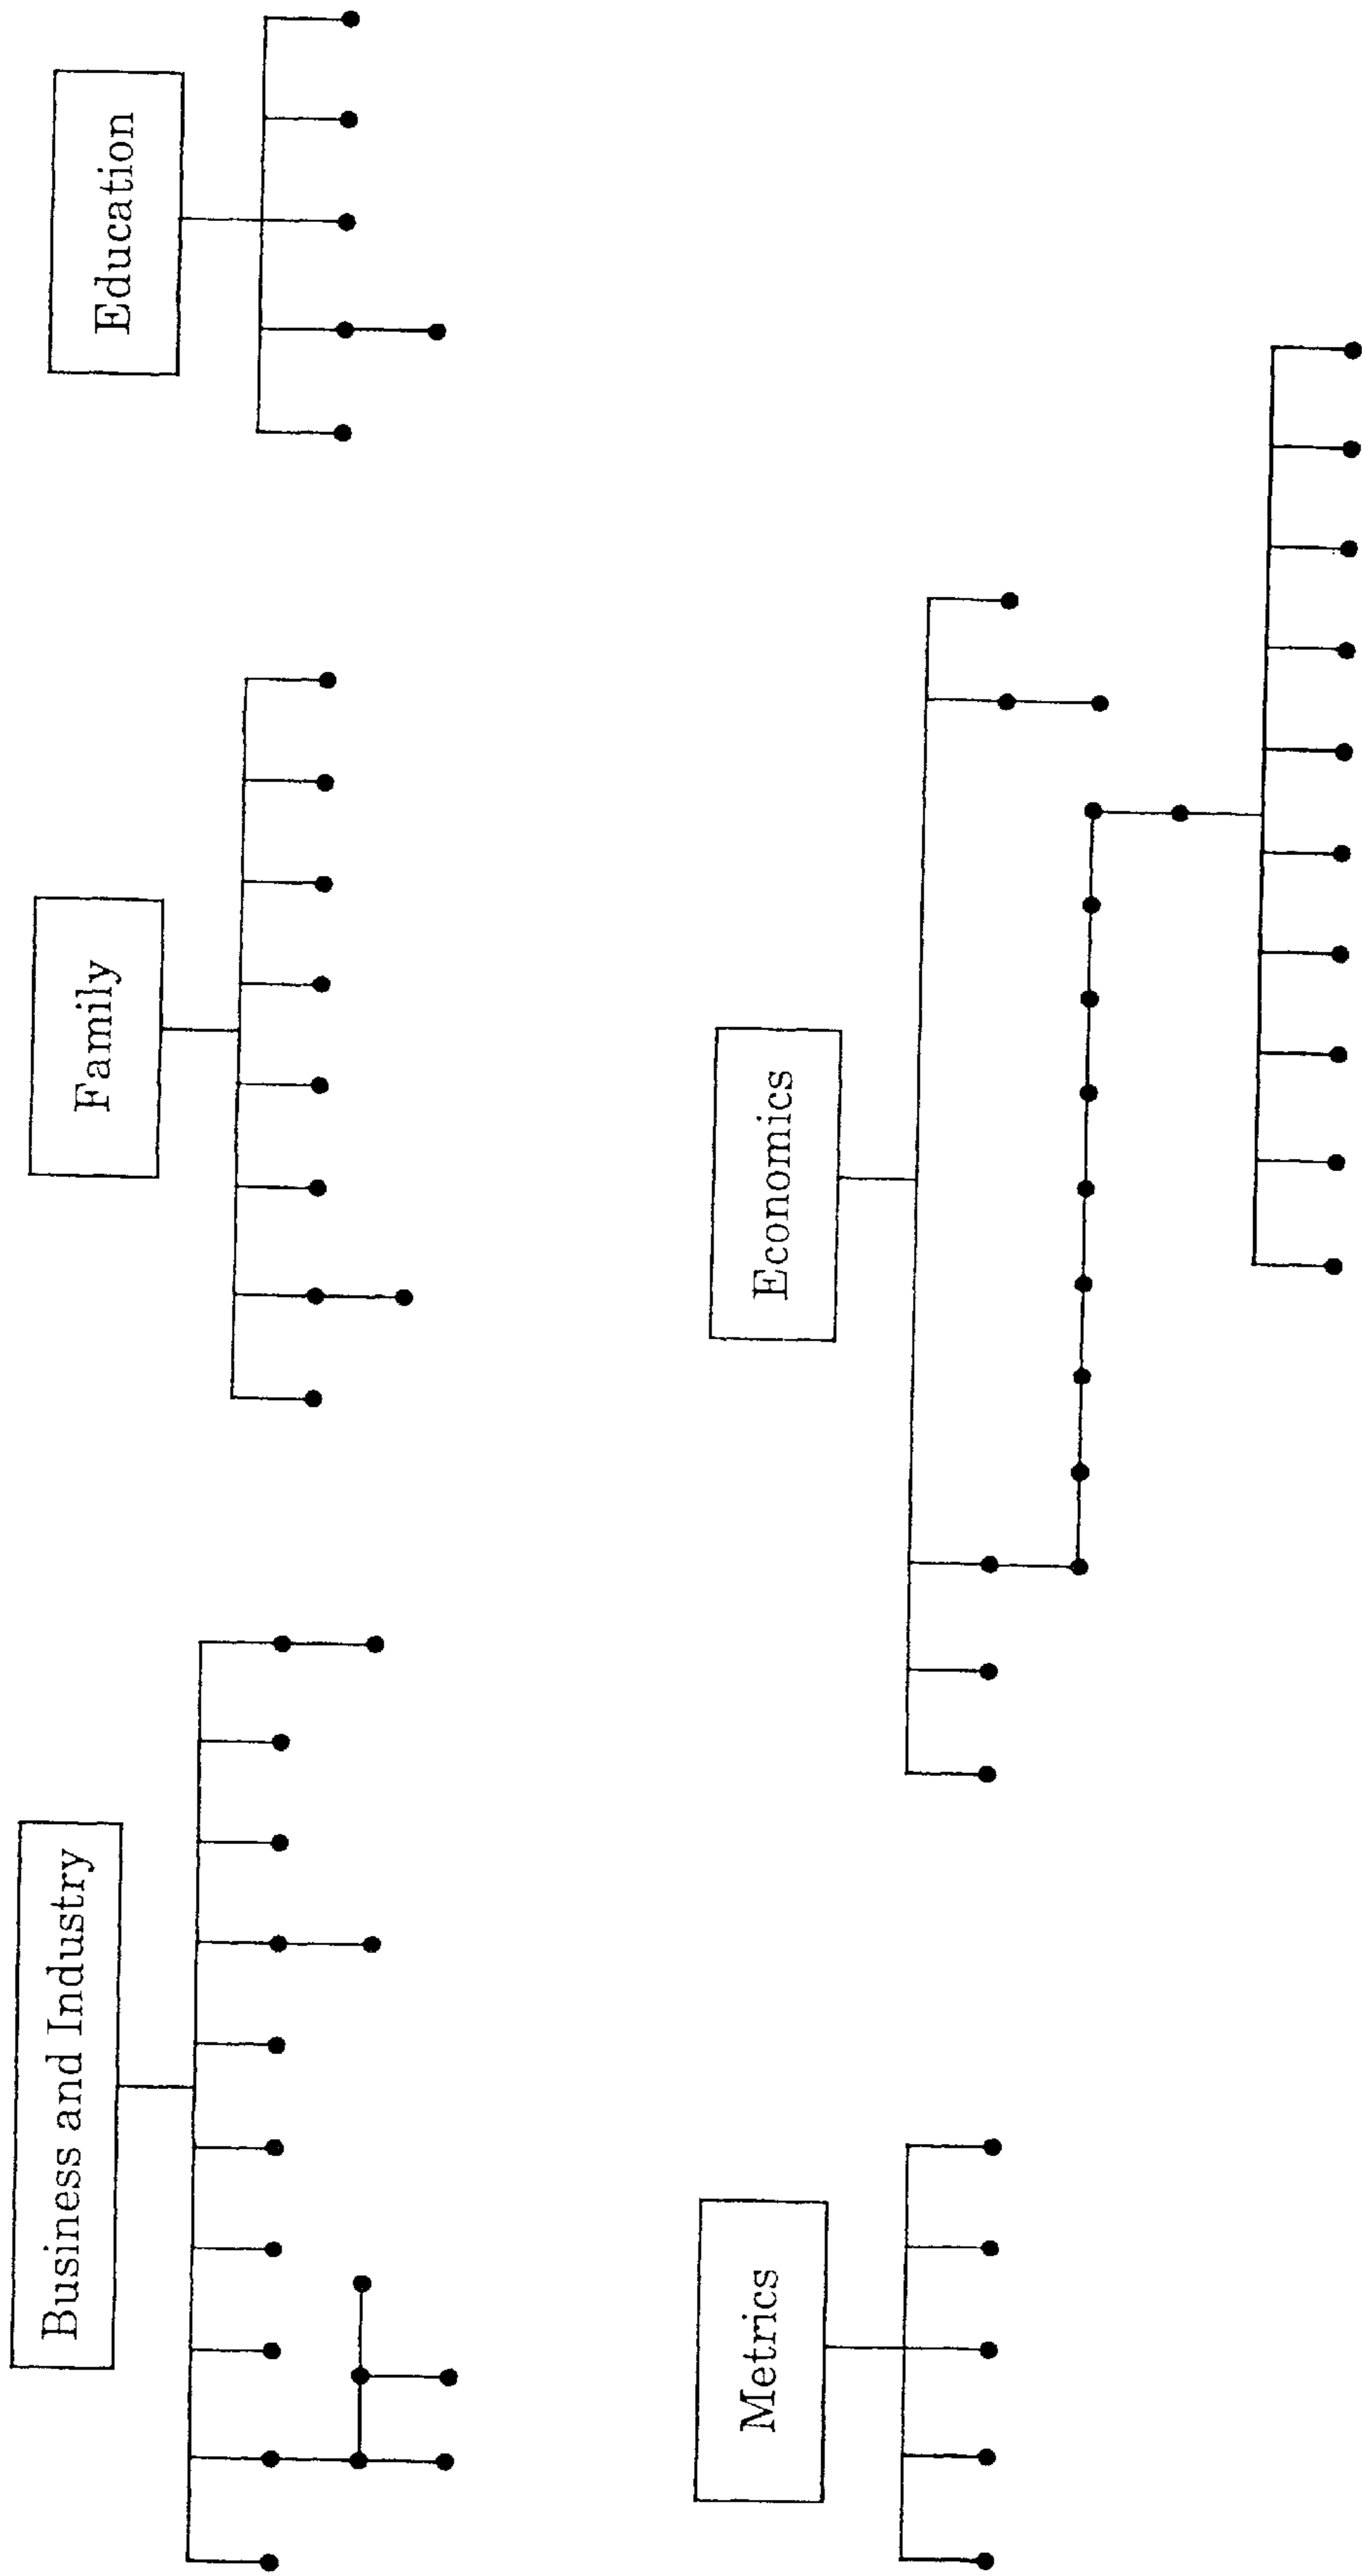 Business and Industry
Family
Education
Metrics
Economics